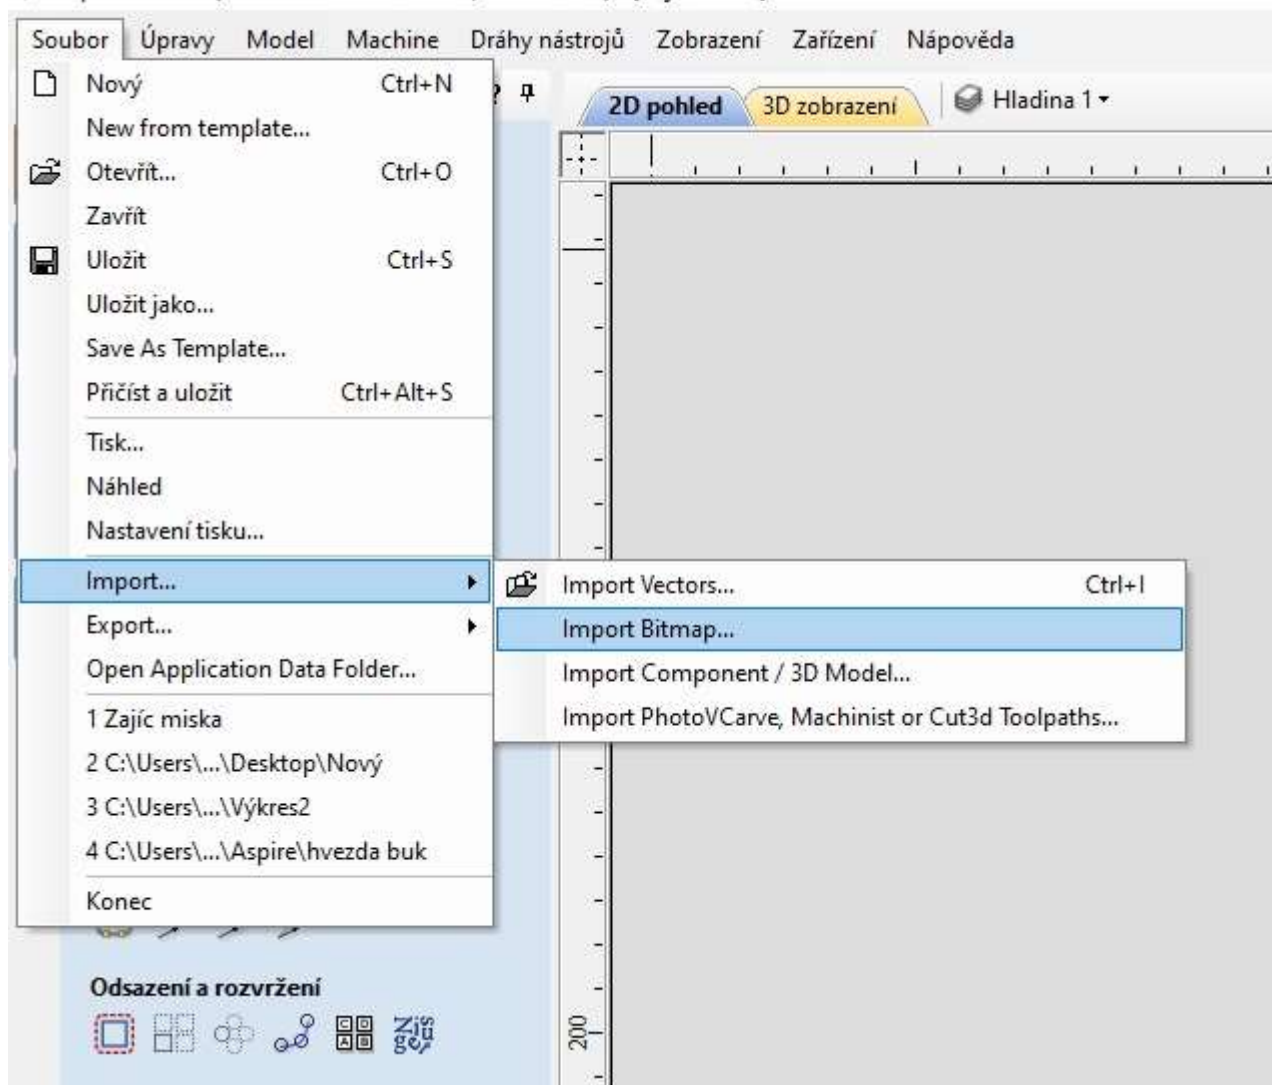 Soubor Úpravy Model Machine Dráhy nástrojů Zobrazení Zařízení Nápověda
Nový Ctrl+N
New from template...
Otevřít... Ctrl+O
Zavřít
Uložit Ctrl+S
Uložit jako...
Save As Template...
Přičíst a uložit Ctrl+Alt+S
Tisk...
Náhled
Nastavení tisku...
Import...
Export...
Open Application Data Folder...
1 Zajíc miska
2 C:\Users\...\Desktop\Nový
3 C:\Users\...\Výkres2
4 C:\Users\...\Aspire\hvezda buk
Konec
2D pohled 3D zobrazení Hladina 1
Import Vectors... Ctrl+I
Import Bitmap...
Import Component / 3D Model...
Import PhotoVCarve, Machinist or Cut3d Toolpaths...
Odsazení a rozvržení
C D
A B
200